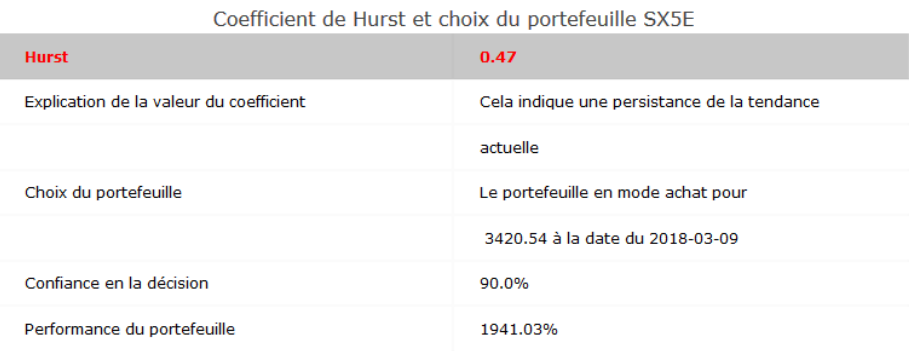 Coefficient de Hurst et choix du portefeuille SX5E
Hurst 0.47
Explication de la valeur du coefficient Cela indique une persistance de la tendance
actuelle
Choix du portefeuille Le portefeuille en mode achat pour
3420.54 à la date du 2018-03-09
Confiance en la décision 90.0%
Performance du portefeuille 1941.03%